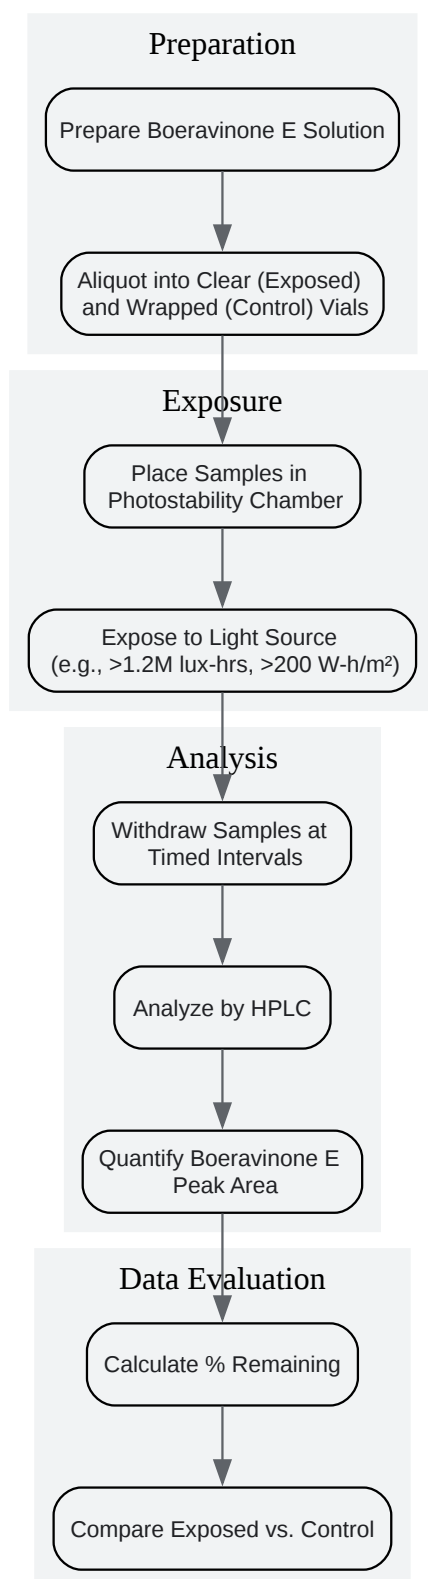 Preparation
Prepare Boeravinone E Solution
Aliquot into Clear (Exposed)
and Wrapped (Control) Vials
Exposure
Place Samples in
Photostability Chamber
Expose to Light Source
(e.g., >1.2M lux-hrs, >200 W-h/m²)
Analysis
Withdraw Samples at
Timed Intervals
Analyze by HPLC
Quantify Boeravinone E
Peak Area
Data Evaluation
Calculate % Remaining
Compare Exposed vs. Control